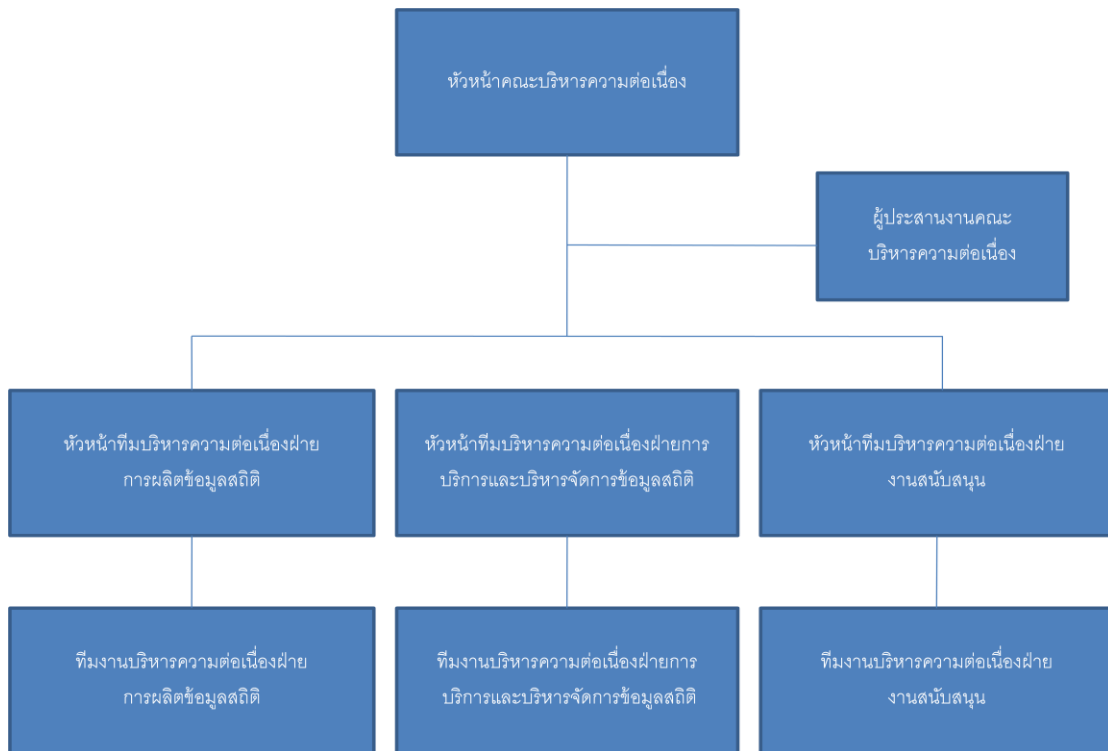 หัวหน้าคณะบริหารความต่อเนื่อง
ผู้ประสานงานคณะ
บริหารความต่อเนื่อง
หัวหน้าทีมบริหารความต่อเนื่องฝ่าย
การผลิตข้อมูลสถิติ
หัวหน้าทีมบริหารความต่อเนื่องฝ่ายการ
บริการและบริหารจัดการข้อมูลสถิติ
หัวหน้าทีมบริหารความต่อเนื่องฝ่าย
งานสนับสนุน
ทีมงานบริหารความต่อเนื่องฝ่าย
การผลิตข้อมูลสถิติ
ทีมงานบริหารความต่อเนื่องฝ่ายการ
บริการและบริหารจัดการข้อมูลสถิติ
ทีมงานบริหารความต่อเนื่องฝ่าย
งานสนับสนุน